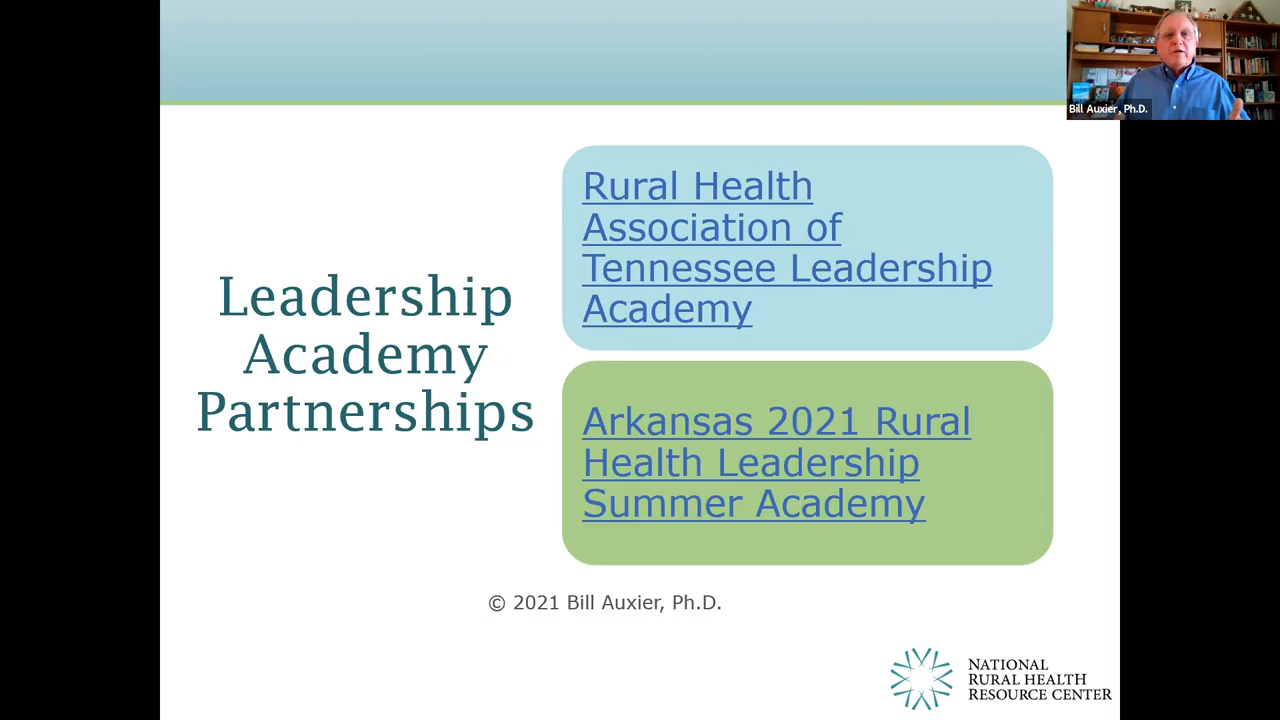 Bill Auxier, Ph.D.
Leadership
Academy
Partnerships
Rural Health
Association of
Tennessee Leadership
Academy
Arkansas 2021 Rural
Health Leadership
Summer Academy
© 2021 Bill Auxier, Ph.D.
NATIONAL
RURAL HEALTH
RESOURCE CENTER